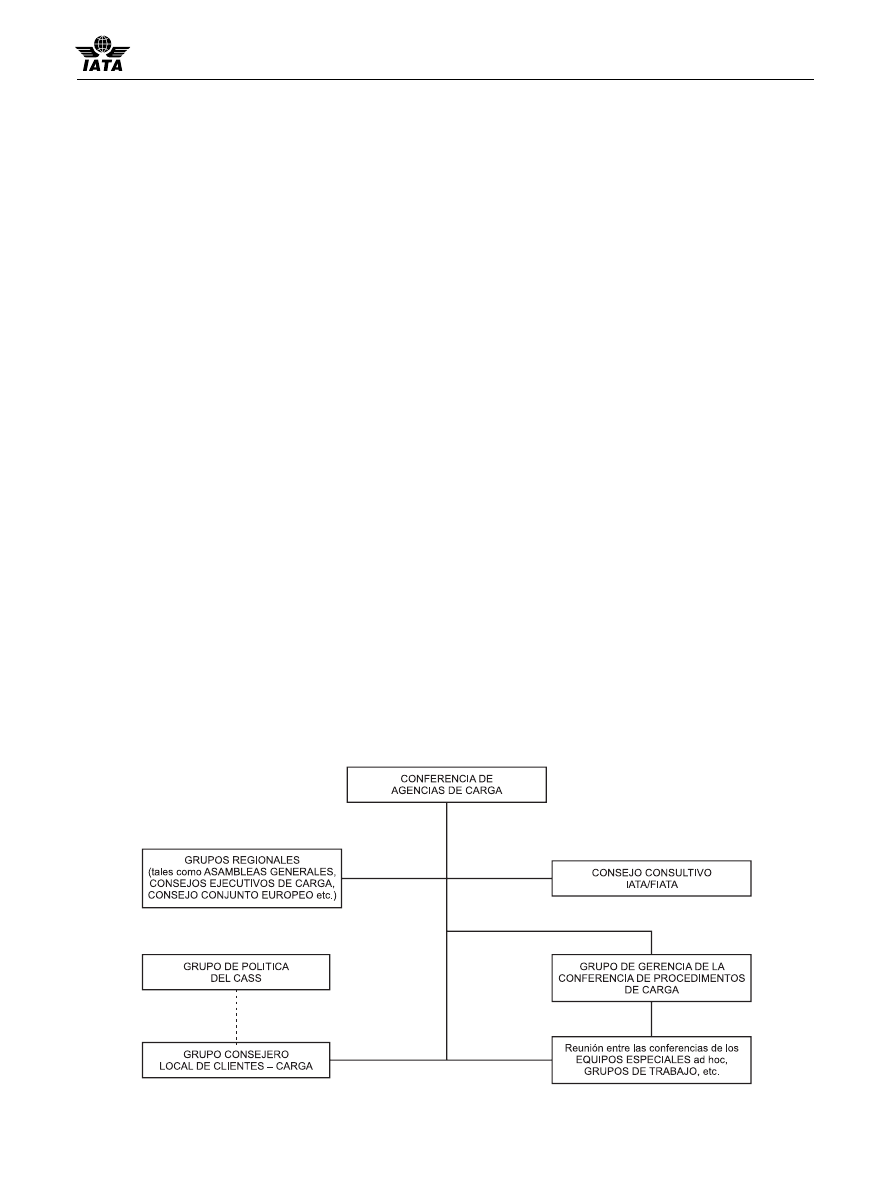 IATA
CONFERENCIA DE
AGENCIAS DE CARGA
GRUPOS REGIONALES
(tales como ASAMBLEAS GENERALES,
CONSEJOS EJECUTIVOS DE CARGA,
CONSEJO CONJUNTO EUROPEO etc.)
CONSEJO CONSULTIVO
IATA/FIATA
GRUPO DE POLITICA
DEL CASS
GRUPO DE GERENCIA DE LA
CONFERENCIA DE PROCEDIMENTOS
DE CARGA
GRUPO CONSEJERO
LOCAL DE CLIENTES – CARGA
Reunión entre las conferencias de los
EQUIPOS ESPECIALES ad hoc,
GRUPOS DE TRABAJO, etc.